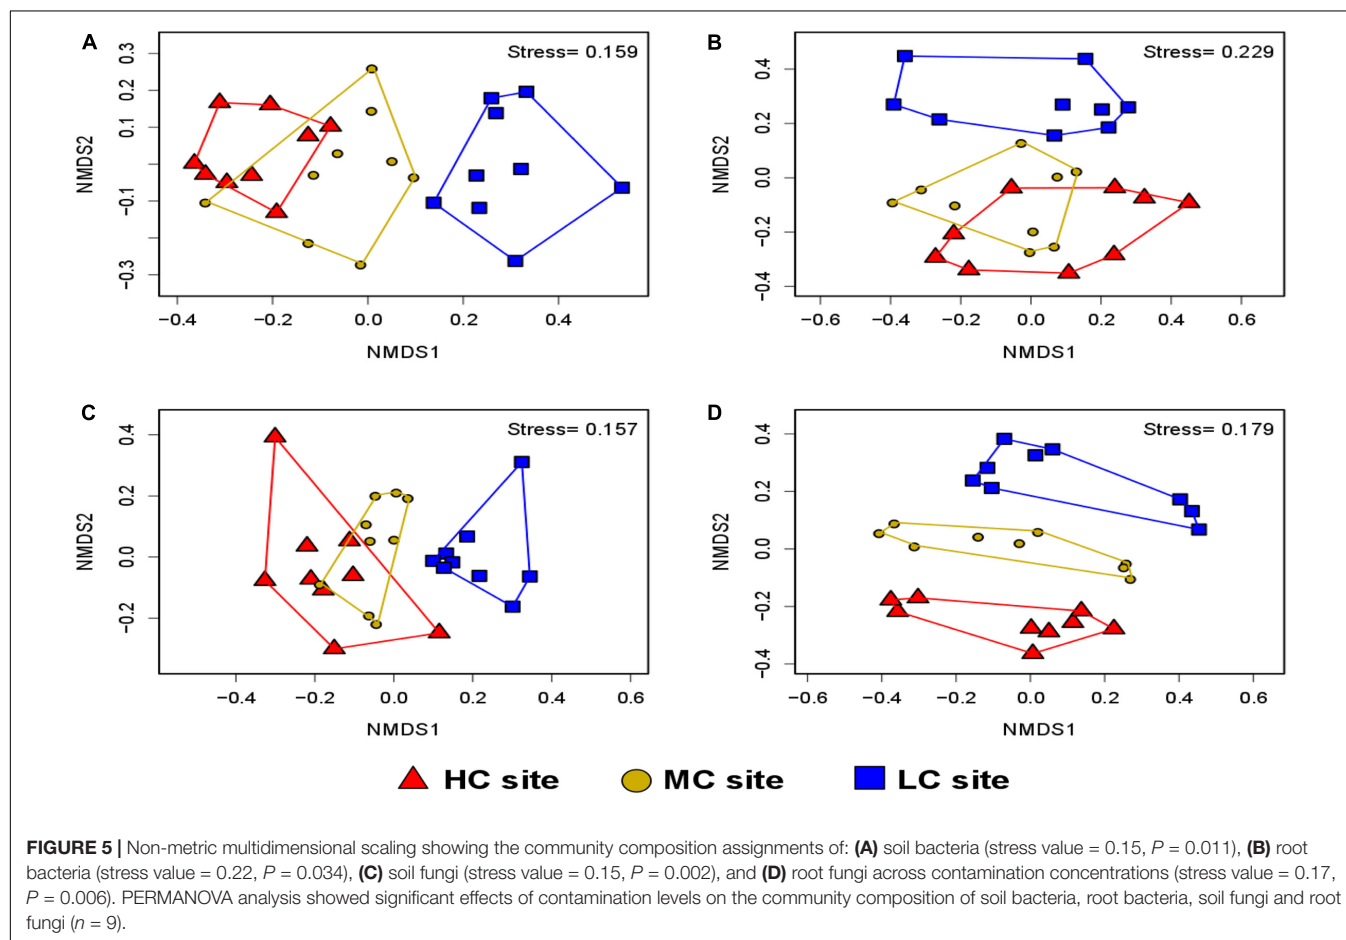 A
Stress= 0.159
NMDS2
0.3
0.2
0.1
−0.1
−0.3
−0.4
−0.2
0.0
0.2
0.4
NMDS1
B
Stress= 0.229
NMDS2
0.4
0.2
0.0
−0.2
−0.4
−0.6
−0.4
−0.2
0.0
0.2
0.4
0.6
NMDS1
C
Stress= 0.157
NMDS2
0.4
0.2
0.0
−0.2
−0.4
−0.2
0.0
0.2
0.4
0.6
NMDS1
D
Stress= 0.179
NMDS2
0.4
0.2
0.0
−0.2
−0.4
−0.6
−0.4
−0.2
0.0
0.2
0.4
0.6
NMDS1
HC site
MC site
LC site
FIGURE 5 | Non-metric multidimensional scaling showing the community composition assignments of: (A) soil bacteria (stress value = 0.15, P = 0.011), (B) root
bacteria (stress value = 0.22, P = 0.034), (C) soil fungi (stress value = 0.15, P = 0.002), and (D) root fungi across contamination concentrations (stress value = 0.17,
P = 0.006). PERMANOVA analysis showed significant effects of contamination levels on the community composition of soil bacteria, root bacteria, soil fungi and root
fungi (n = 9).